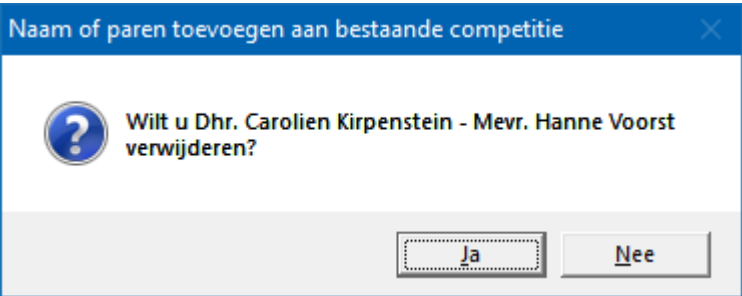 Naam of paren toevoegen aan bestaande competitie
Wilt u Dhr. Carolien Kirpenstein - Mevr. Hanne Voorst
verwijderen?
Ja
Nee